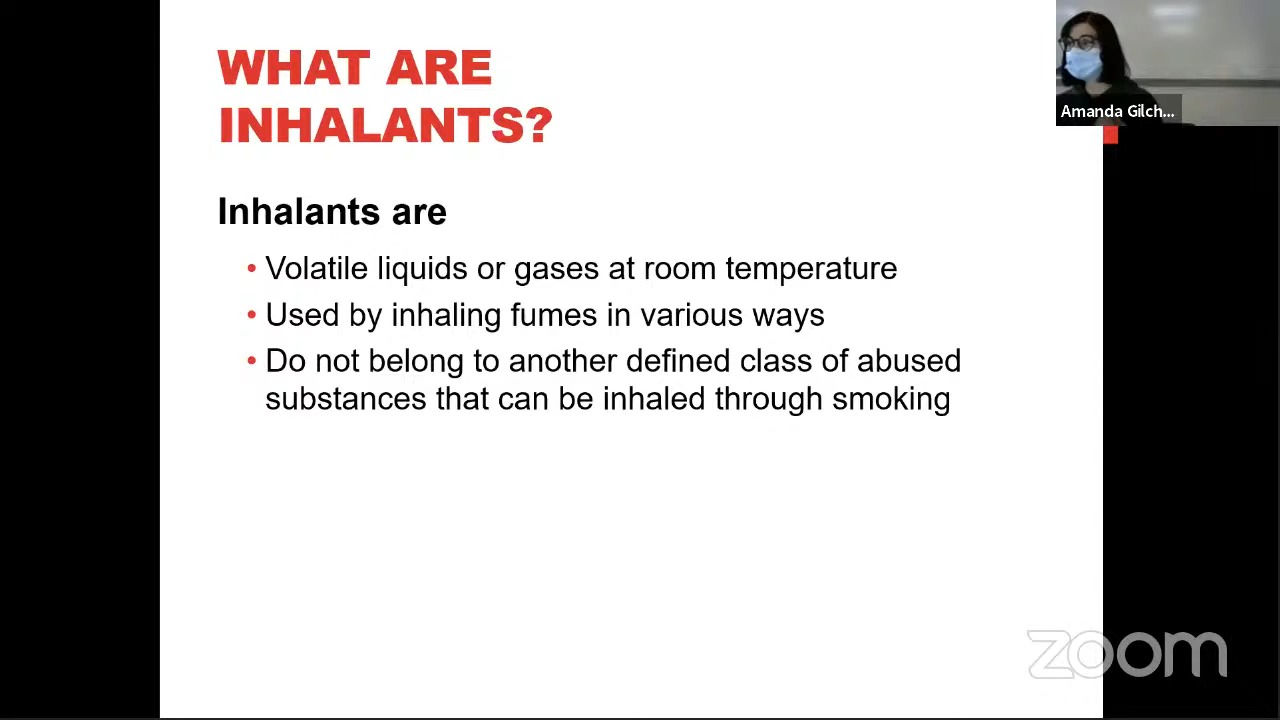 WHAT ARE
INHALANTS?
Inhalants are
• Volatile liquids or gases at room temperature
• Used by inhaling fumes in various ways
• Do not belong to another defined class of abused
substances that can be inhaled through smoking
Amanda Gilch...
zoom